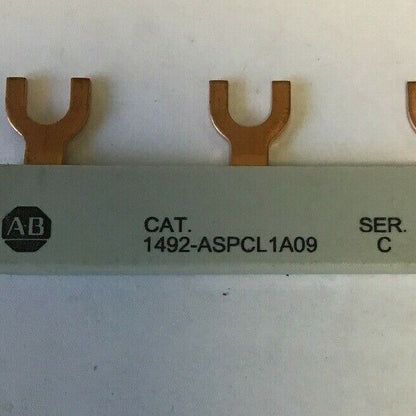 AB
CAT.
1492-ASPCL1A09
SER.
C